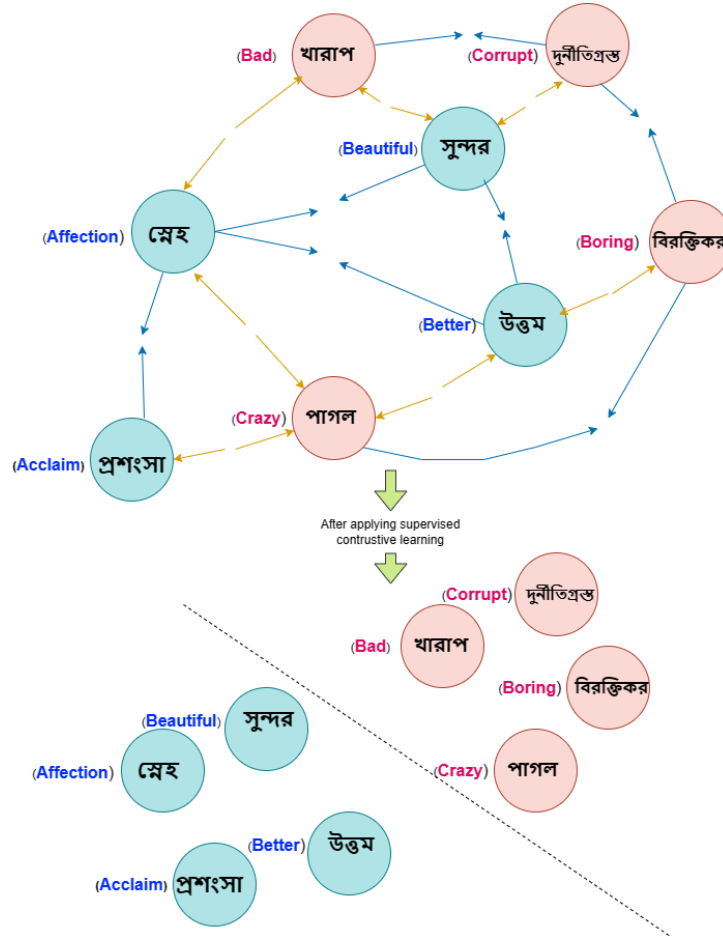 (Bad) খারাপ
(Corrupt) দুর্নীতিগ্রস্ত
(Beautiful) সুন্দর
(Affection) স্নেহ
(Boring) বিরক্তিকর
(Better) উত্তম
(Crazy) পাগল
(Acclaim) প্রশংসা
After applying supervised
contrustive learning
(Corrupt) দুর্নীতিগ্রস্ত
(Bad) খারাপ
(Boring) বিরক্তিকর
(Beautiful) সুন্দর
(Affection) স্নেহ
(Crazy) পাগল
(Better) উত্তম
(Acclaim) প্রশংসা